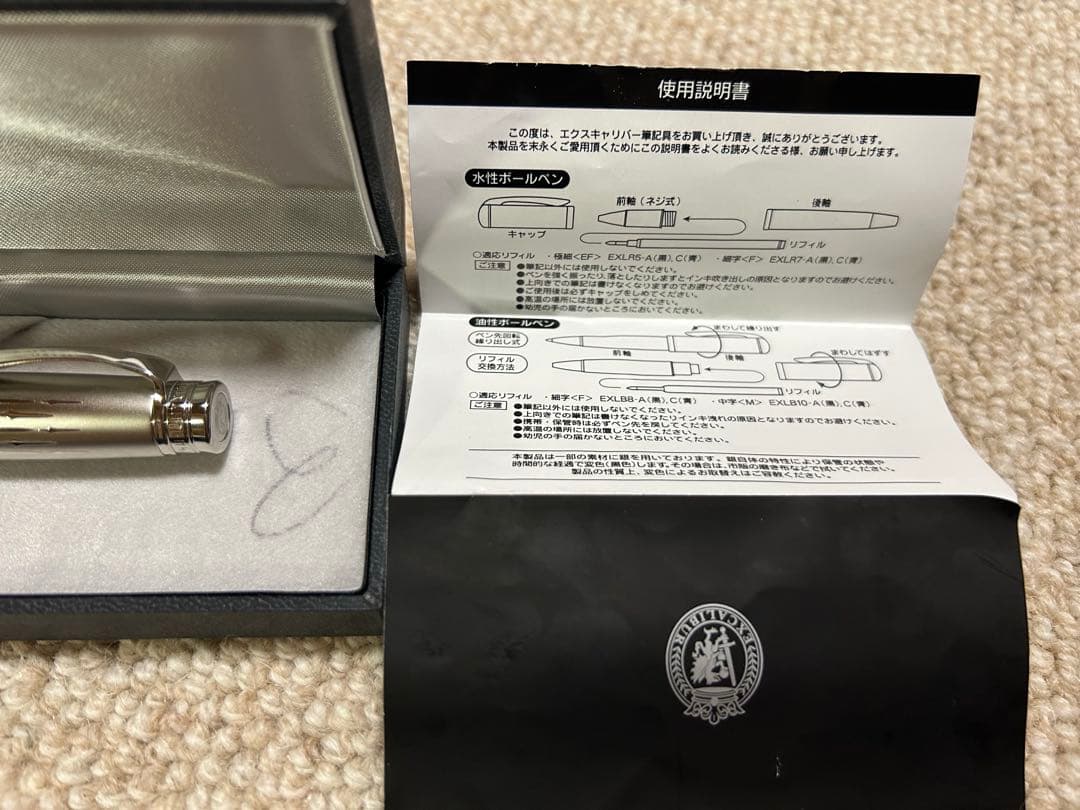 使用説明書
この度は、エクスキャリバー筆記具をお買い上げ頂き、誠にありがとうございます。
本製品を末永くご愛用頂くためにこの説明書をよくお読みくださる様、お願い申し上げます。
水性ボールペン
前軸(ネジ式)
後軸
キャップ
リフィル
○適応リフィル ・極細<EF> EXLR5-A(黒),C(青) ・細字<F> EXLR7-A(黒),C(青)
ご注意
●筆記以外には使用しないでください。
●ペンを強く振ったり、落としたりしますとインキ吹き出しの原因となりますのでお避けください。
●上向きでの筆記は書けなくなりますのでお避けください。
●ご使用後は必ずキャップをしめてください。
●高温の場所には放置しないでください。
●幼児の手の届かないところにおいてください。
油性ボールペン
ペン先回転
繰り出し式
まわして繰り出す
リフィル
交換方法
前軸
後軸
まわしてはずす
リフィル
○適応リフィル ・細字<F> EXLB8-A(黒),C(青) ・中字<M> EXLB10-A(黒),C(青)
ご注意
●筆記以外には使用しないでください。
●上向きでの筆記は書けなくなったりインキ洩れの原因となりますのでお避けください。
●携帯・保管時は必ずペン先を戻してください。
●高温の場所には放置しないでください。
●幼児の手の届かないところにおいてください。
本製品は一部の素材に銀を用いております。銀自体の特性により保管の状態や
時間的な経過で変色(黒色)します。その場合は、市販の磨き布などで拭いてください。
製品の性質上、変色によるお取替えはご容赦ください。
EXCALIBUR